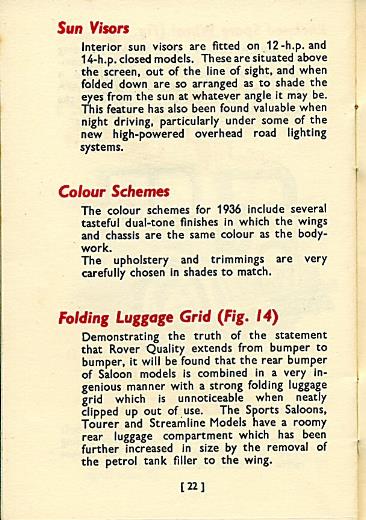 Sun Visors
Interior sun visors are fitted on 12-h.p. and
14-h.p. closed models. These are situated above
the screen, out of the line of sight, and when
folded down are so arranged as to shade the
eyes from the sun at whatever angle it may be.
This feature has also been found valuable when
night driving, particularly under some of the
new high-powered overhead road lighting
systems.
Colour Schemes
The colour schemes for 1936 include several
tasteful dual-tone finishes in which the wings
and chassis are the same colour as the body-
work.
The upholstery and trimmings are very
carefully chosen in shades to match.
Folding Luggage Grid (Fig. 14)
Demonstrating the truth of the statement
that Rover Quality extends from bumper to
bumper, it will be found that the rear bumper
of Saloon models is combined in a very in-
genious manner with a strong folding luggage
grid which is unnoticeable when neatly
clipped up out of use. The Sports Saloons,
Tourer and Streamline Models have a roomy
rear luggage compartment which has been
further increased in size by the removal of
the petrol tank filler to the wing.
[ 22 ]